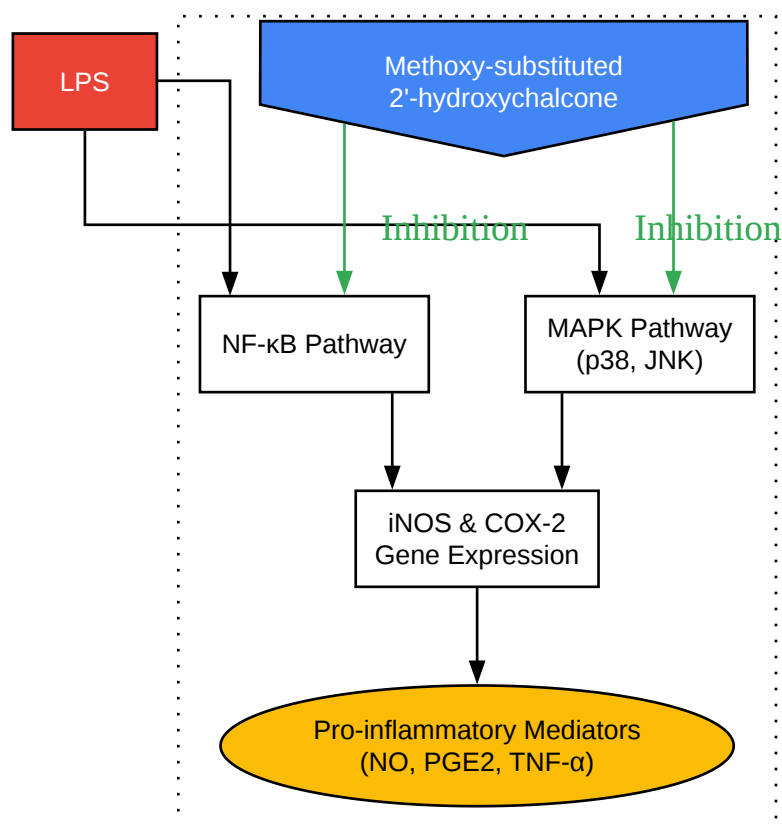 LPS
Methoxy-substituted
2'-hydroxychalcone
Inhibition
Inhibition
NF-κB Pathway
MAPK Pathway
(p38, JNK)
iNOS & COX-2
Gene Expression
Pro-inflammatory Mediators
(NO, PGE2, TNF-α)